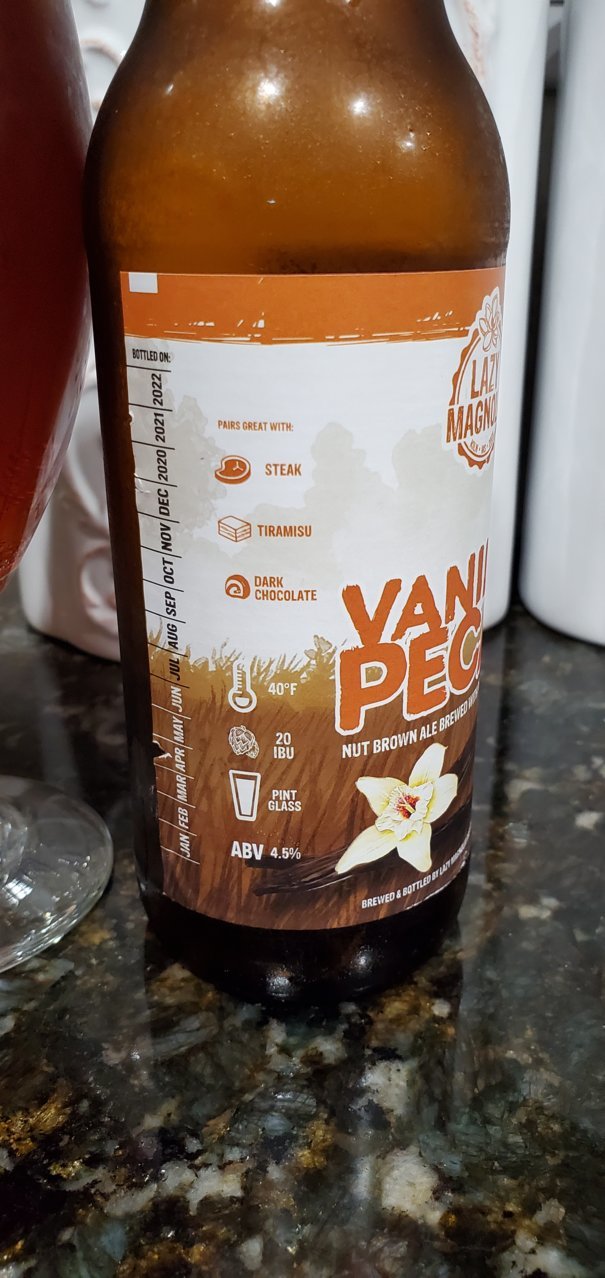 BOTTLED ON:
2022
2021
2020
DEC
NOV
OCT
SEP
AUG
JUL
JUN
MAY
APR
MAR
FEB
JAN
PAIRS GREAT WITH:
STEAK
TIRAMISU
DARK
CHOCOLATE
40°F
20
IBU
PINT
GLASS
ABV 4.5%
LAZY
MAGNO
VANI
PEC
NUT BROWN ALE BREWED
BREWED & BOTTLED BY LAZY